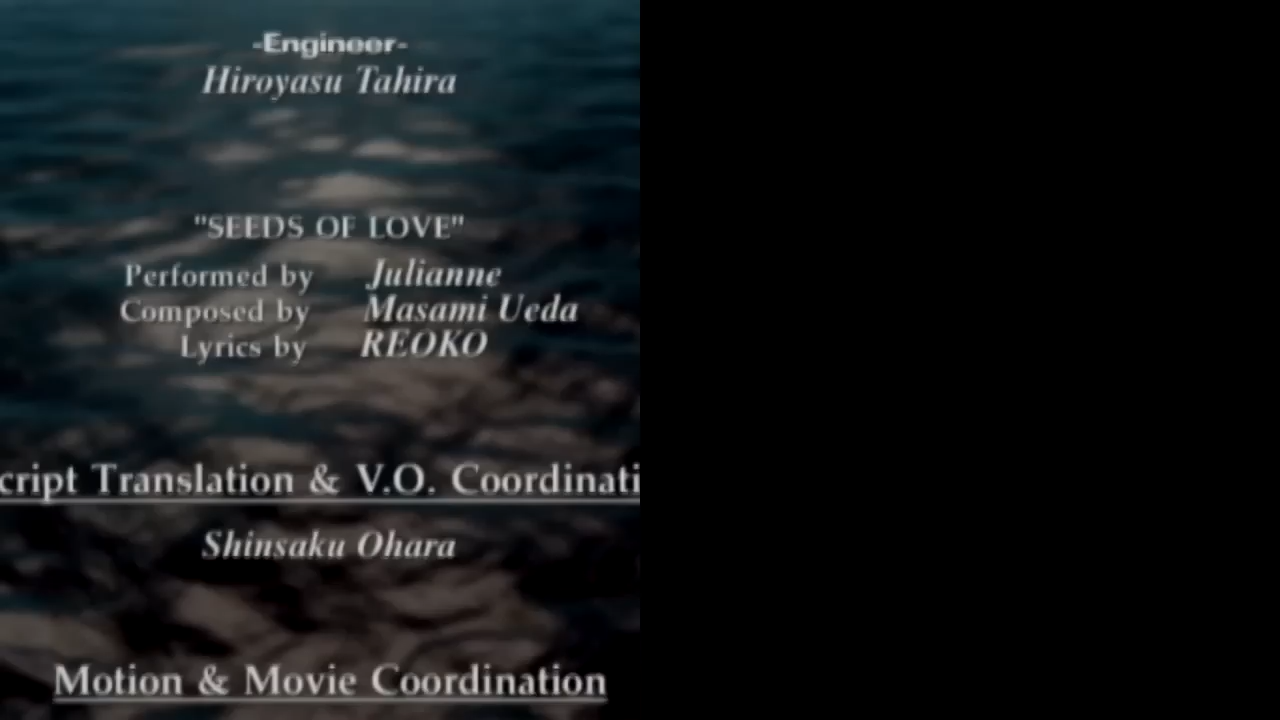 -Engineer-
Hiroyasu Tahira
"SEEDS OF LOVE"
Performed by Julianne
Composed by Masami Ueda
Lyrics by REOKO
cript Translation & V.O. Coordinati
Shinsaku Ohara
Motion & Movie Coordination